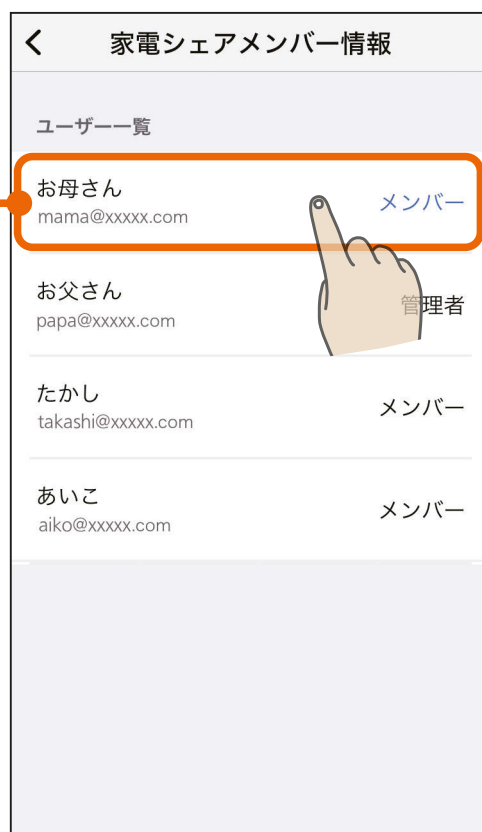 家電シェアメンバー情報
ユーザー一覧
お母さん
mama@xxxxx.com
メンバー
お父さん
papa@xxxxx.com
管理者
たかし
takashi@xxxxx.com
メンバー
あいこ
aiko@xxxxx.com
メンバー